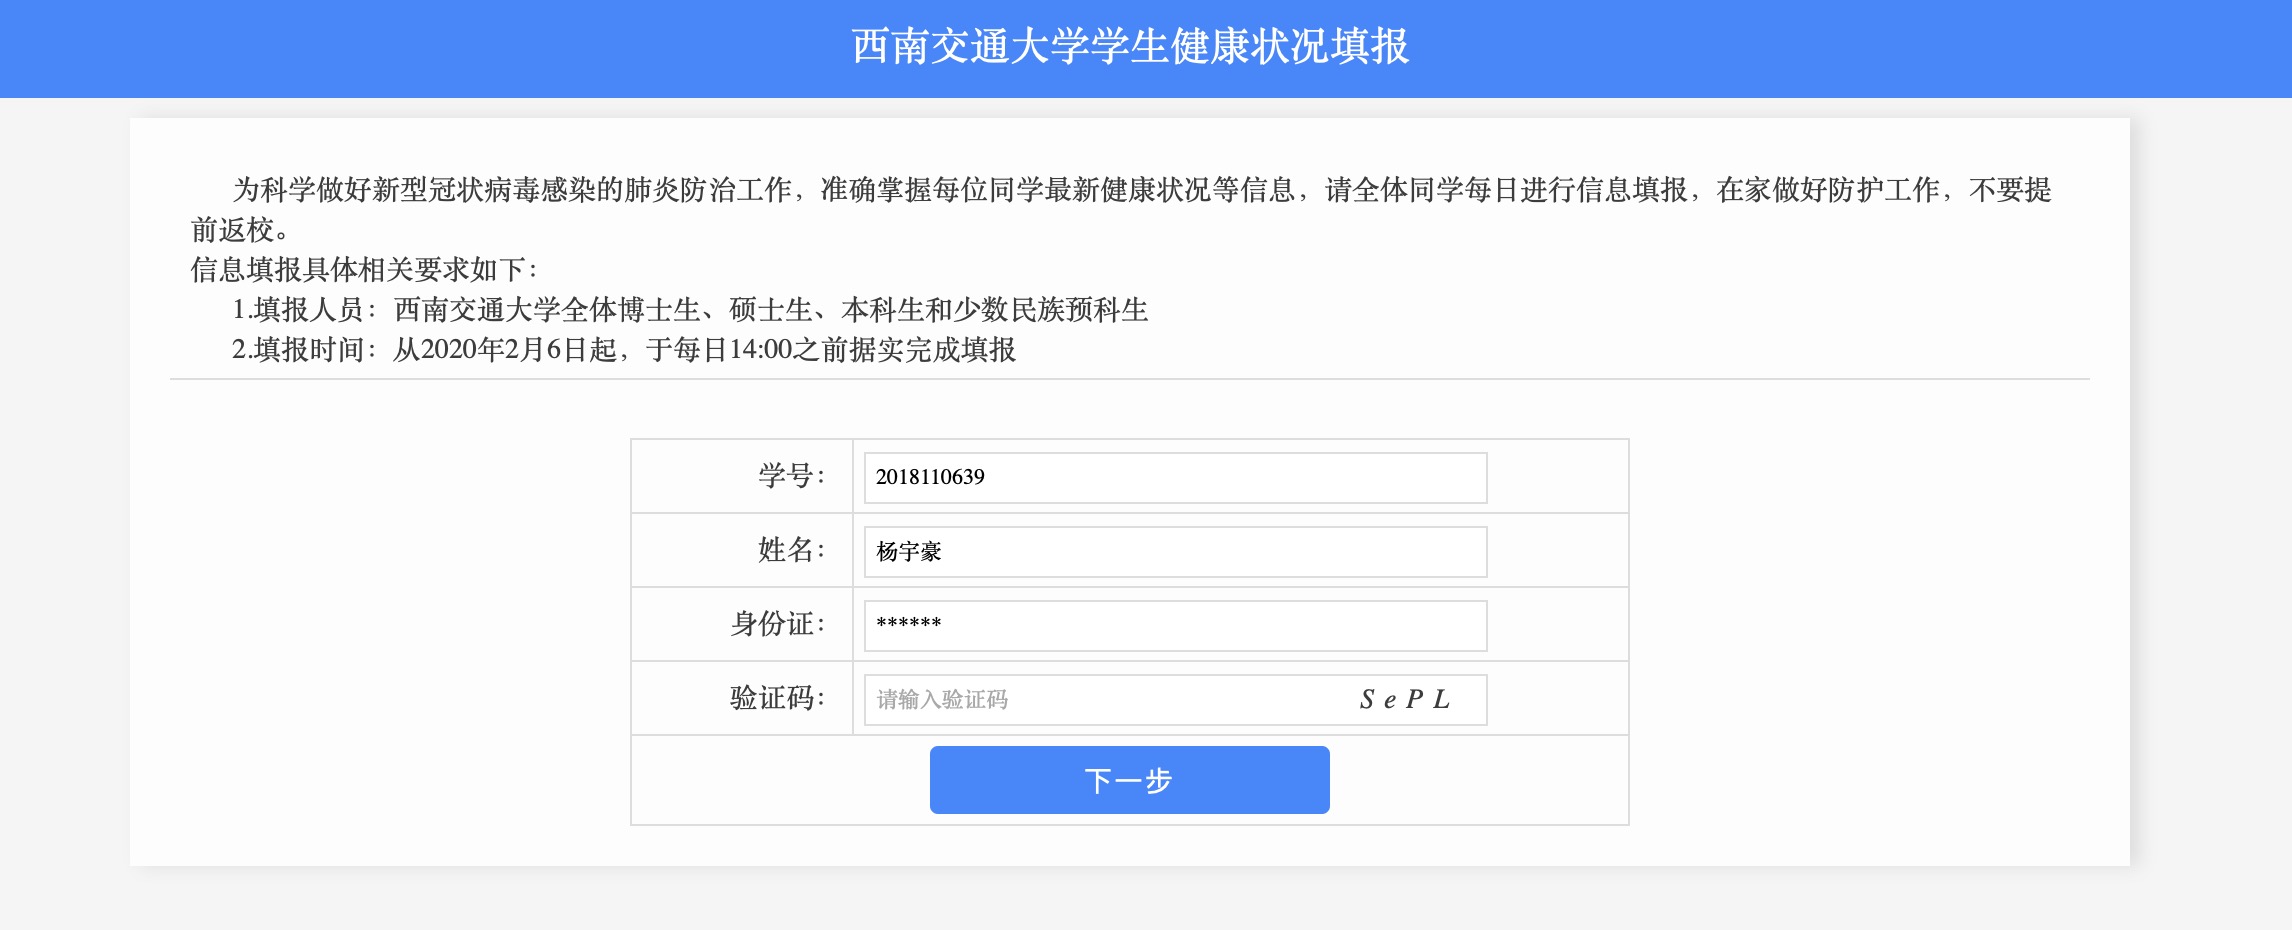 西南交通大学学生健康状况填报
为科学做好新型冠状病毒感染的肺炎防治工作，准确掌握每位同学最新健康状况等信息，请全体同学每日进行信息填报，在家做好防护工作，不要提
前返校。
信息填报具体相关要求如下：
1.填报人员：西南交通大学全体博士生、硕士生、本科生和少数民族预科生
2.填报时间：从2020年2月6日起，于每日14:00之前据实完成填报
学号： 2018110639
姓名： 杨宇豪
身份证： ******
验证码： 请输入验证码 S e P L
下一步